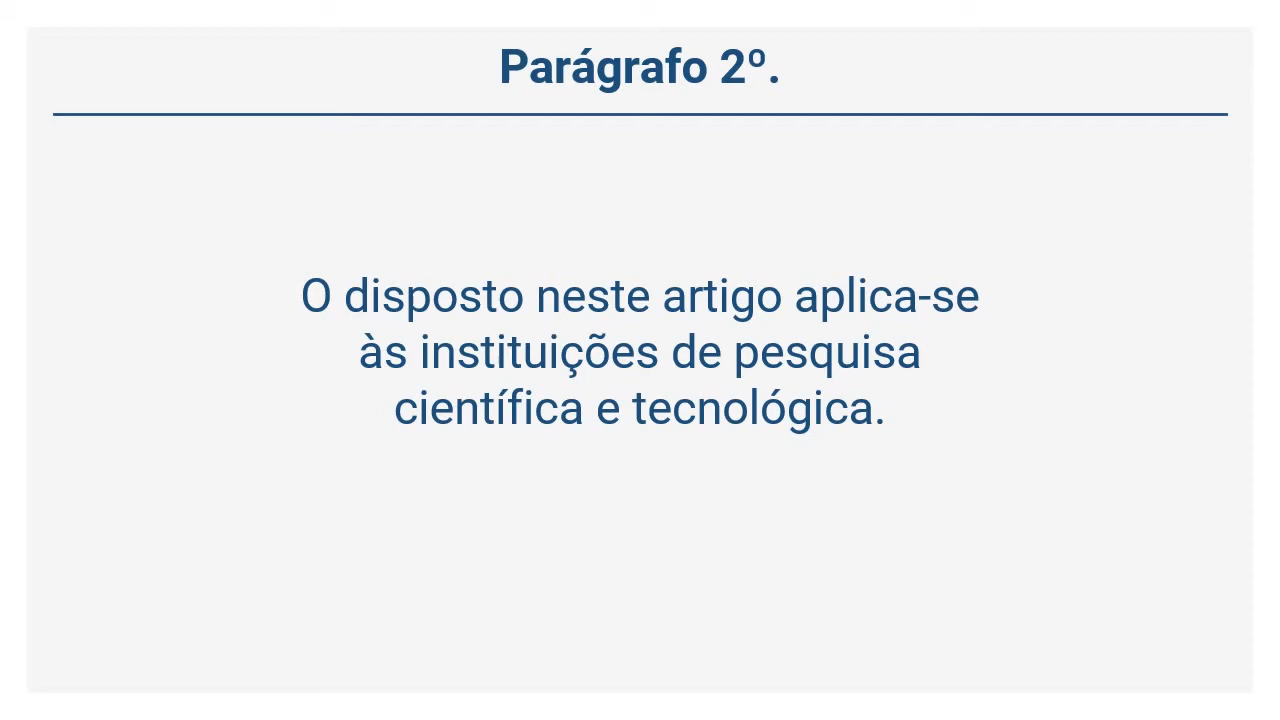 Parágrafo 2º.
O disposto neste artigo aplica-se
às instituições de pesquisa
científica e tecnológica.